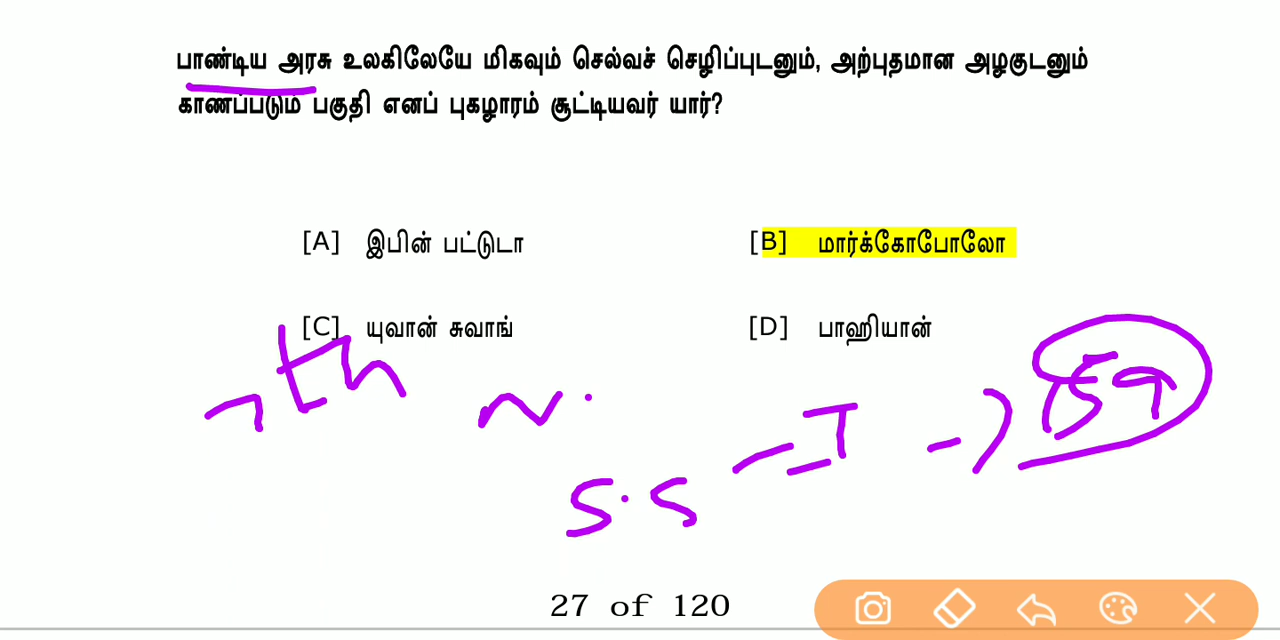 பாண்டிய அரசு உலகிலேயே மிகவும் செல்வச் செழிப்புடனும், அற்புதமான அழகுடனும்
காணப்படும் பகுதி எனப் புகழாரம் சூட்டியவர் யார்?
[A] இபின் பட்டுடா [B] மார்க்கோபோலோ
[C] யுவான் சுவாங் [D] பாஹியான்
7th N.
S.S - I
27 of 120